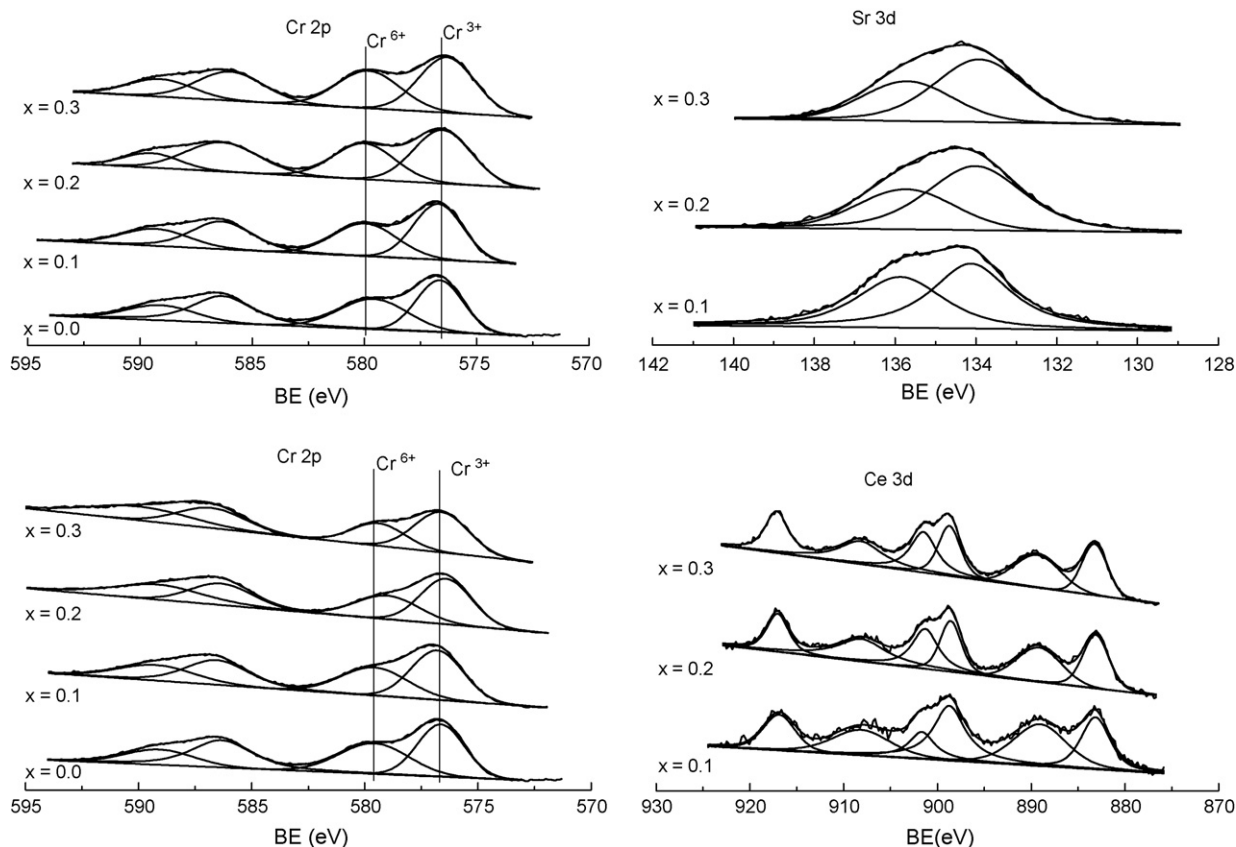 Cr 2p
Cr 6+
Cr 3+
x = 0.3
x = 0.2
x = 0.1
x = 0.0
595
590
585
580
575
570
BE (eV)
Sr 3d
x = 0.3
x = 0.2
x = 0.1
142
140
138
136
134
132
130
128
BE (eV)
Cr 2p
Cr 6+
Cr 3+
x = 0.3
x = 0.2
x = 0.1
x = 0.0
595
590
585
580
575
570
BE (eV)
Ce 3d
x = 0.3
x = 0.2
x = 0.1
930
920
910
900
890
880
870
BE(eV)